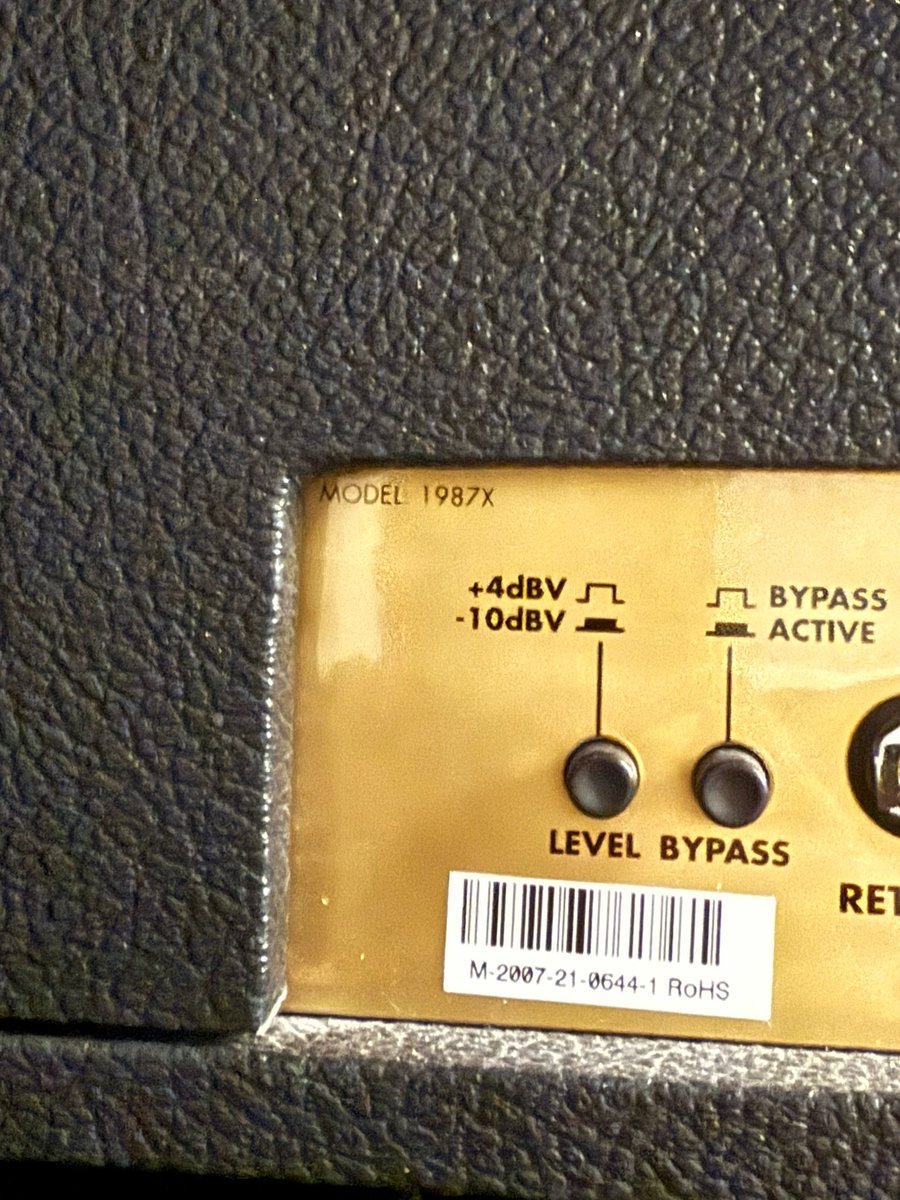 MODEL 1987X
+4dBV
-10dBV
BYPASS
ACTIVE
LEVEL
BYPASS
M-2007-21-0644-1 RoHS